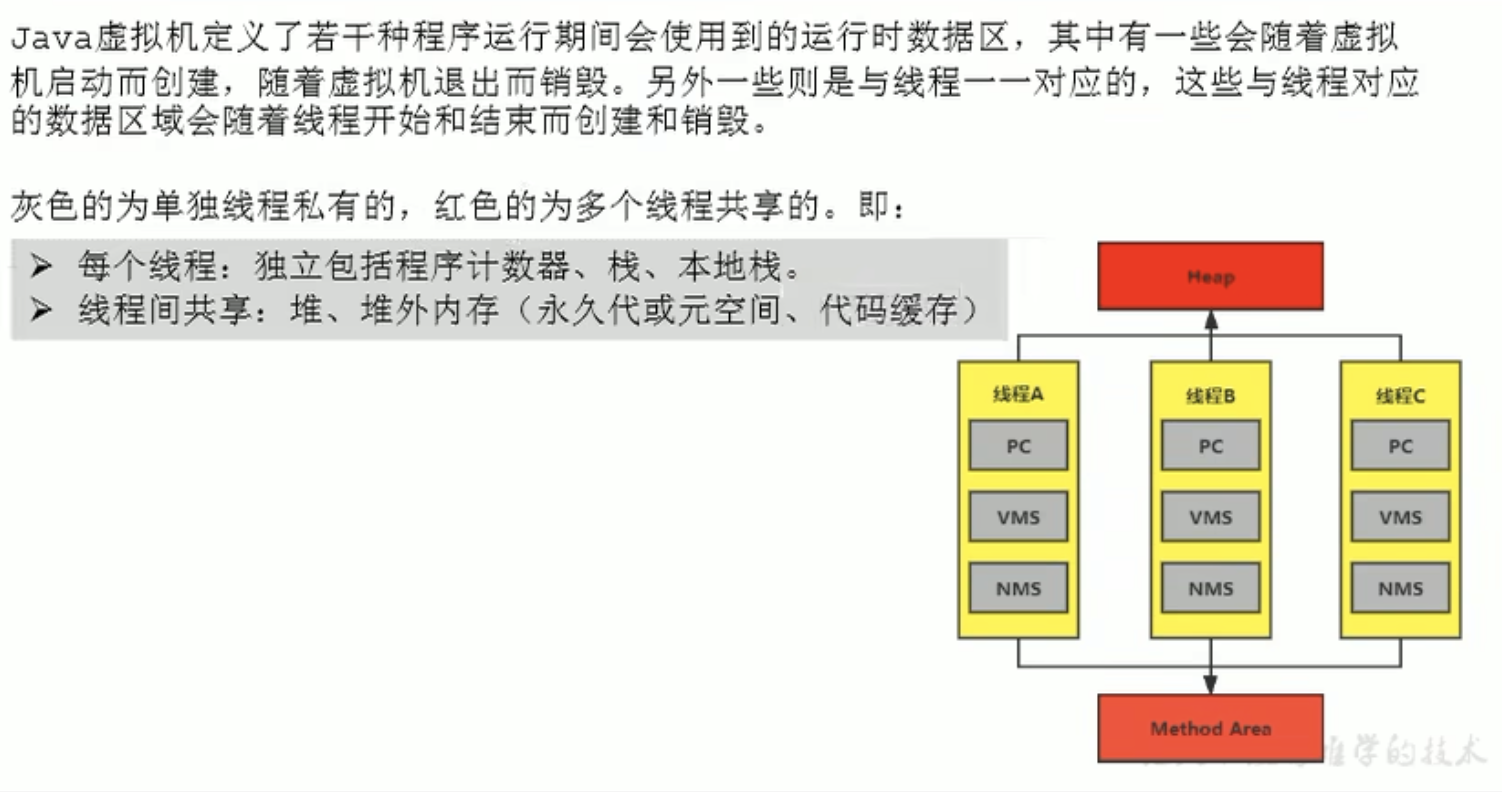 Java虚拟机定义了若干种程序运行期间会使用到的运行时数据区，其中有一些会随着虚拟
机启动而创建，随着虚拟机退出而销毁。另外一些则是与线程一一对应的，这些与线程对应
的数据区域会随着线程开始和结束而创建和销毁。
灰色的为单独线程私有的，红色的为多个线程共享的。即：
➢ 每个线程：独立包括程序计数器、栈、本地栈。
➢ 线程间共享：堆、堆外内存（永久代或元空间、代码缓存）
Heap
线程A
PC
VMS
NMS
线程B
PC
VMS
NMS
线程C
PC
VMS
NMS
Method Area
学的技术